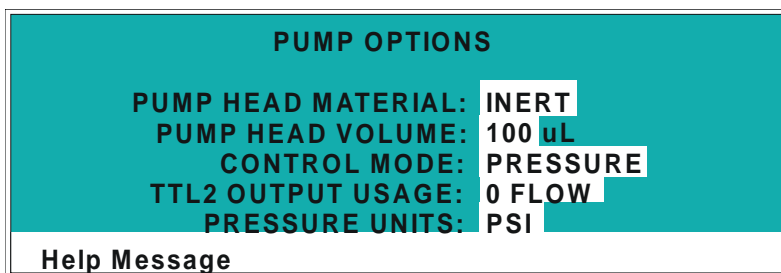 PUMP OPTIONS
PUMP HEAD MATERIAL: INERT
PUMP HEAD VOLUME: 100 uL
CONTROL MODE: PRESSURE
TTL2 OUTPUT USAGE: 0 FLOW
PRESSURE UNITS: PSI
Help Message